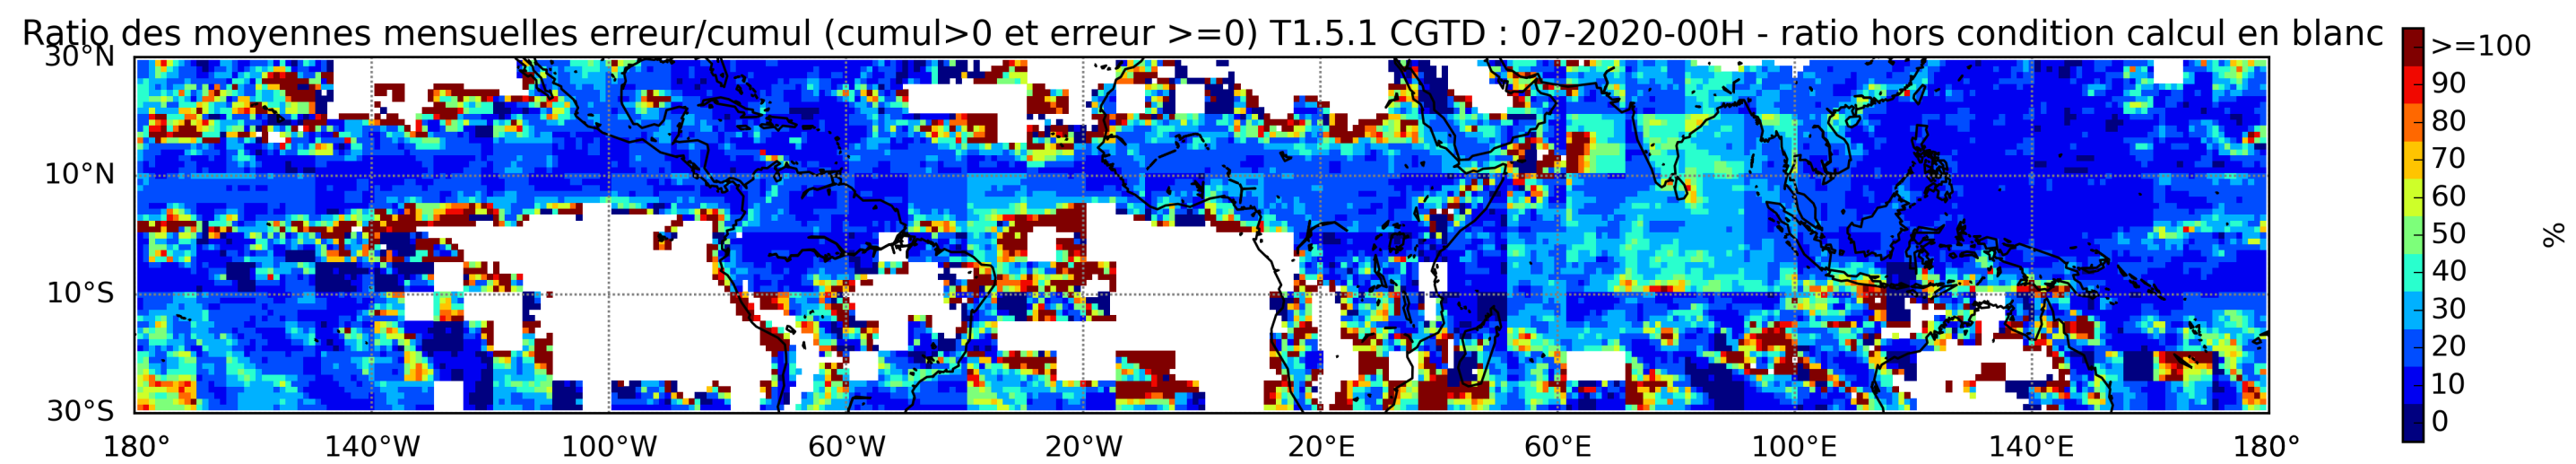 Ratio des moyennes mensuelles erreur/cumul (cumul>0 et erreur >=0) T1.5.1 CGTD : 07-2020-00H - ratio hors condition calcul en blanc
30°N
10°N
10°S
30°S
180°
140°W
100°W
60°W
20°W
20°E
60°E
100°E
140°E
180°
>=100
90
80
70
60
50
40
30
20
10
0
%